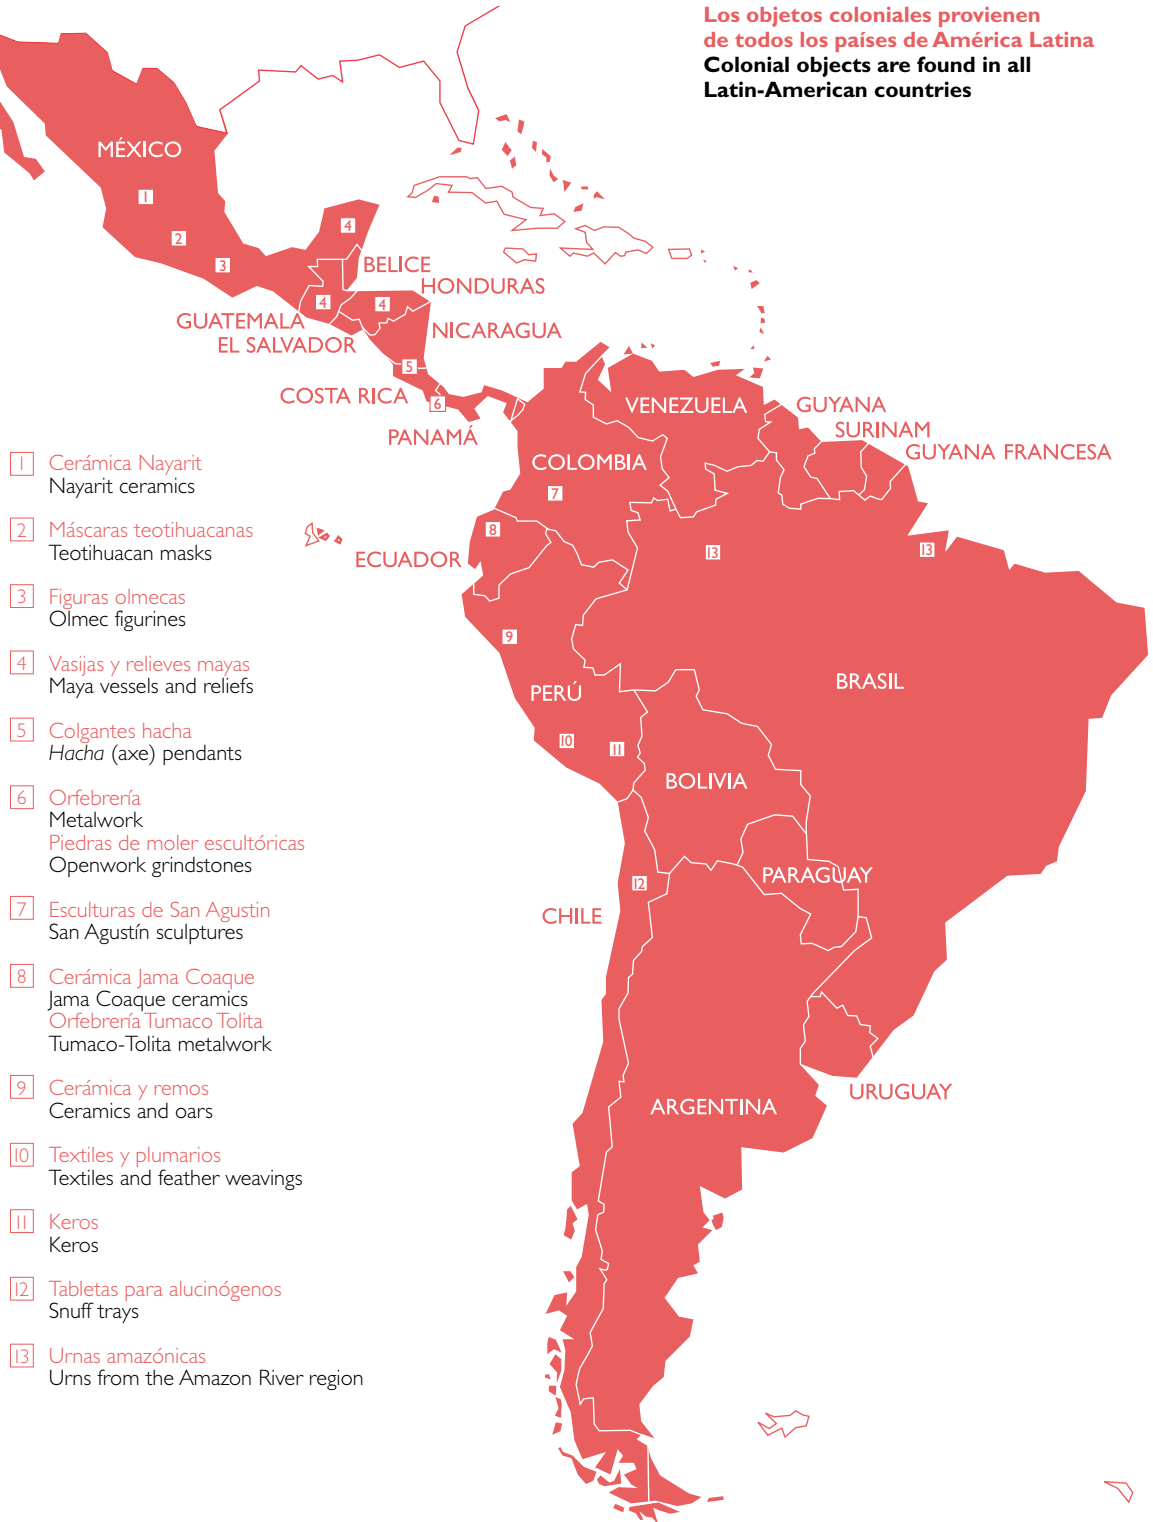 Los objetos coloniales provienen
de todos los países de América Latina
Colonial objects are found in all
Latin-American countries
MÉXICO
1
2
3
4
BELICE
HONDURAS
4
4
GUATEMALA
NICARAGUA
EL SALVADOR
5
COSTA RICA
6
PANAMÁ
VENEZUELA
GUYANA
SURINAM
GUYANA FRANCESA
COLOMBIA
7
8
ECUADOR
13
13
9
PERÚ
BRASIL
10
11
BOLIVIA
PARAGUAY
12
CHILE
URUGUAY
ARGENTINA
1 Cerámica Nayarit
Nayarit ceramics
2 Máscaras teotihuacanas
Teotihuacan masks
3 Figuras olmecas
Olmec figurines
4 Vasijas y relieves mayas
Maya vessels and reliefs
5 Colgantes hacha
Hacha (axe) pendants
6 Orfebrería
Metalwork
Piedras de moler escultóricas
Openwork grindstones
7 Esculturas de San Agustin
San Agustín sculptures
8 Cerámica Jama Coaque
Jama Coaque ceramics
Orfebrería Tumaco Tolita
Tumaco-Tolita metalwork
9 Cerámica y remos
Ceramics and oars
10 Textiles y plumarios
Textiles and feather weavings
11 Keros
Keros
12 Tabletas para alucinógenos
Snuff trays
13 Urnas amazónicas
Urns from the Amazon River region